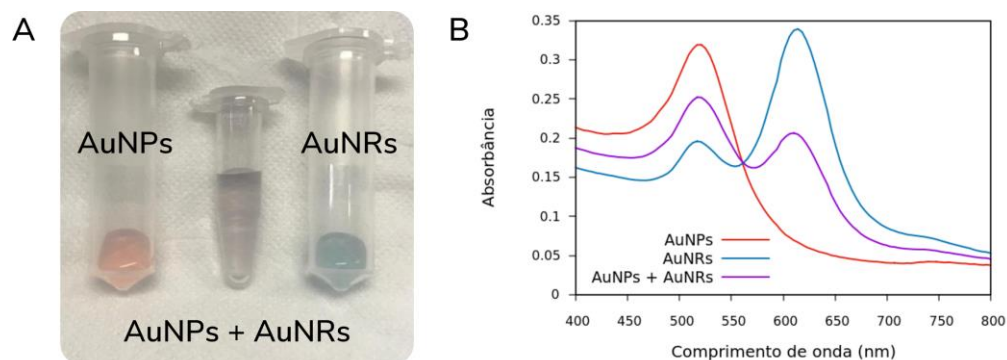 A
AuNPs
AuNRs
AuNPs + AuNRs
B
Absorbância
0.35
0.3
0.25
0.2
0.15
0.1
0.05
0
AuNPs
AuNRs
AuNPs + AuNRs
400 450 500 550 600 650 700 750 800
Comprimento de onda (nm)